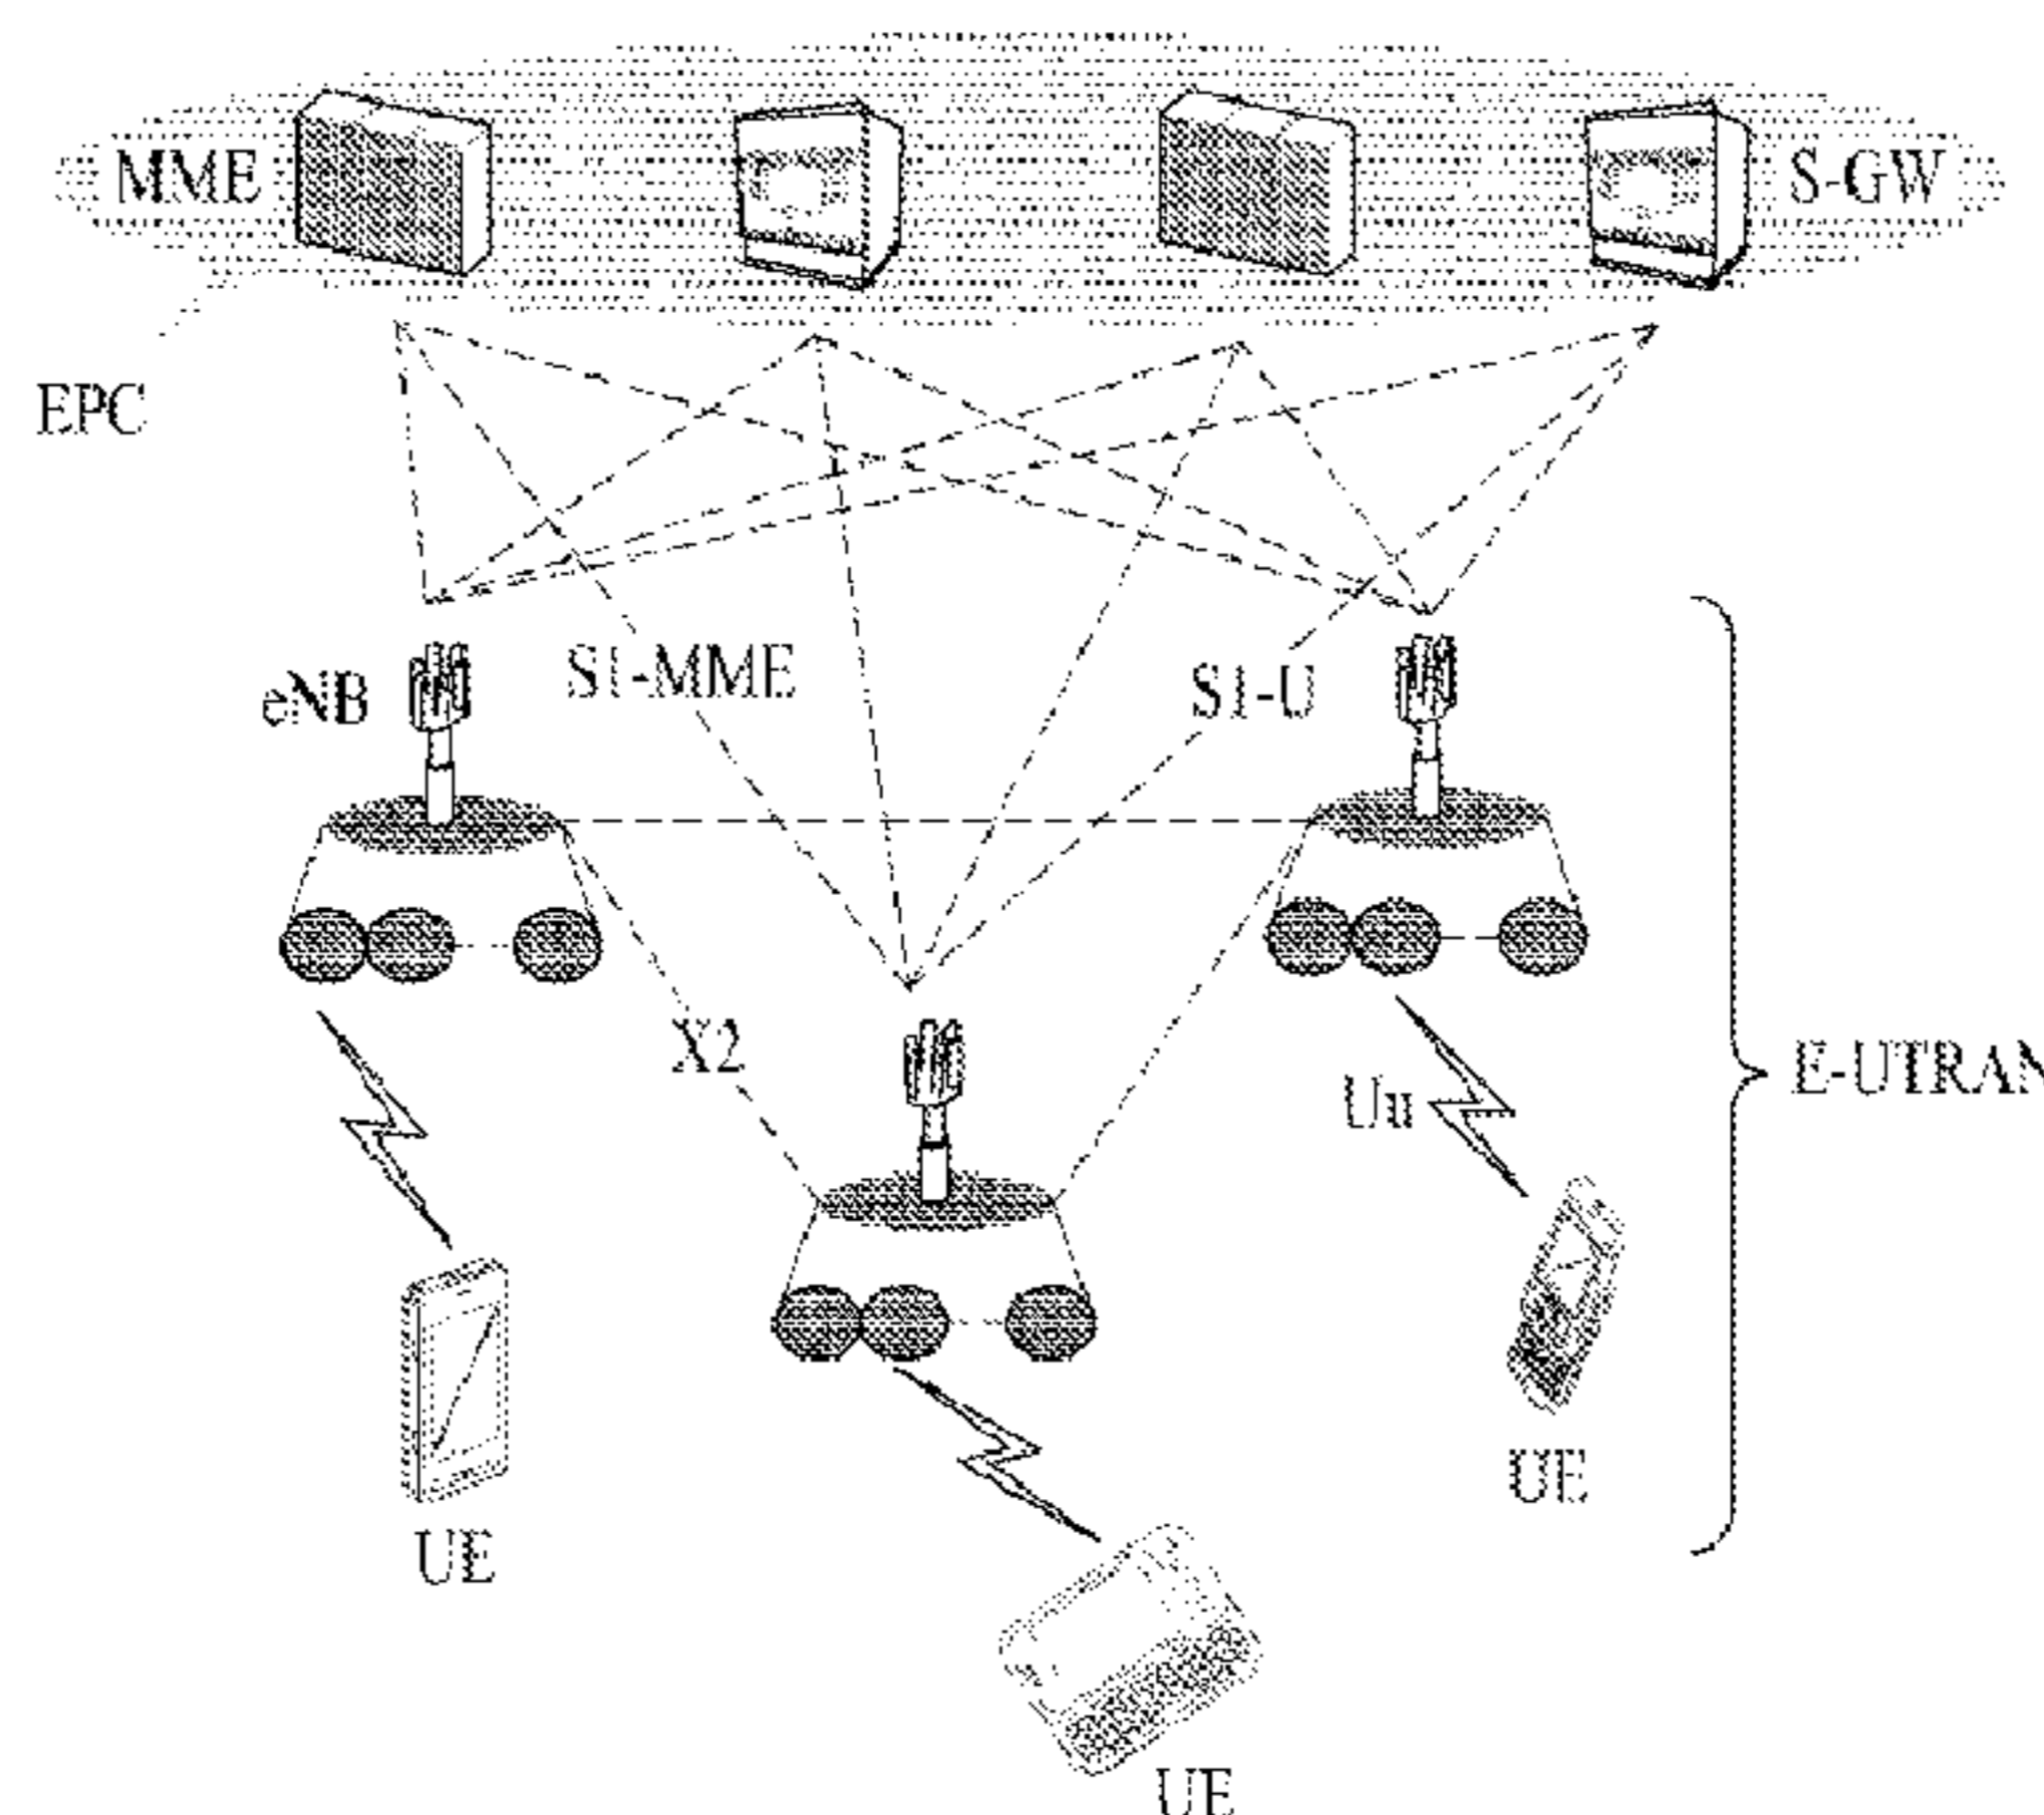 MME
S-GW
EPC
eNB
S1-MME
S1-U
X2
Uu
E-UTRAN
UE
UE
UE